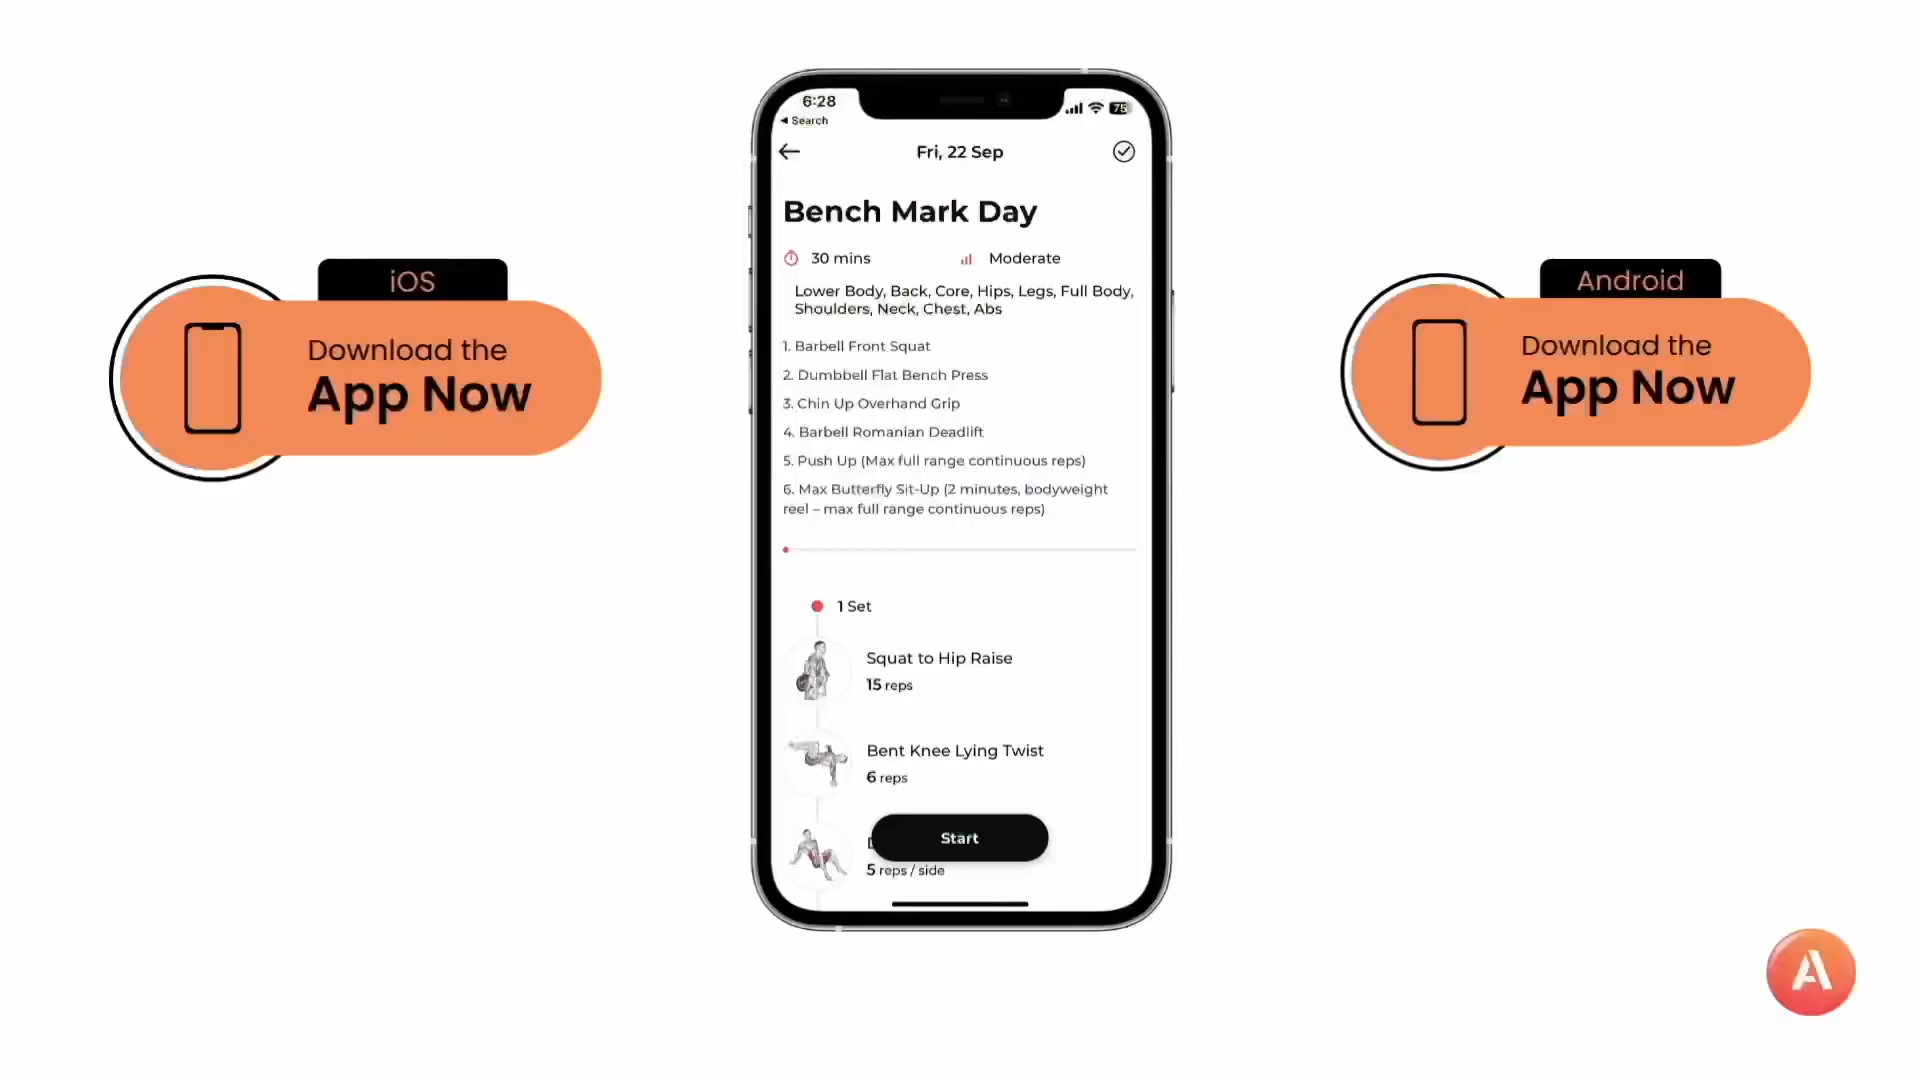 iOS
Download the
App Now
6:28
75
◄ Search
Fri, 22 Sep
Bench Mark Day
30 mins
Moderate
Lower Body, Back, Core, Hips, Legs, Full Body,
Shoulders, Neck, Chest, Abs
1. Barbell Front Squat
2. Dumbbell Flat Bench Press
3. Chin Up Overhand Grip
4. Barbell Romanian Deadlift
5. Push Up (Max full range continuous reps)
6. Max Butterfly Sit-Up (2 minutes, bodyweight
reel – max full range continuous reps)
1 Set
Squat to Hip Raise
15 reps
Bent Knee Lying Twist
6 reps
Start
5 reps / side
Android
Download the
App Now
A